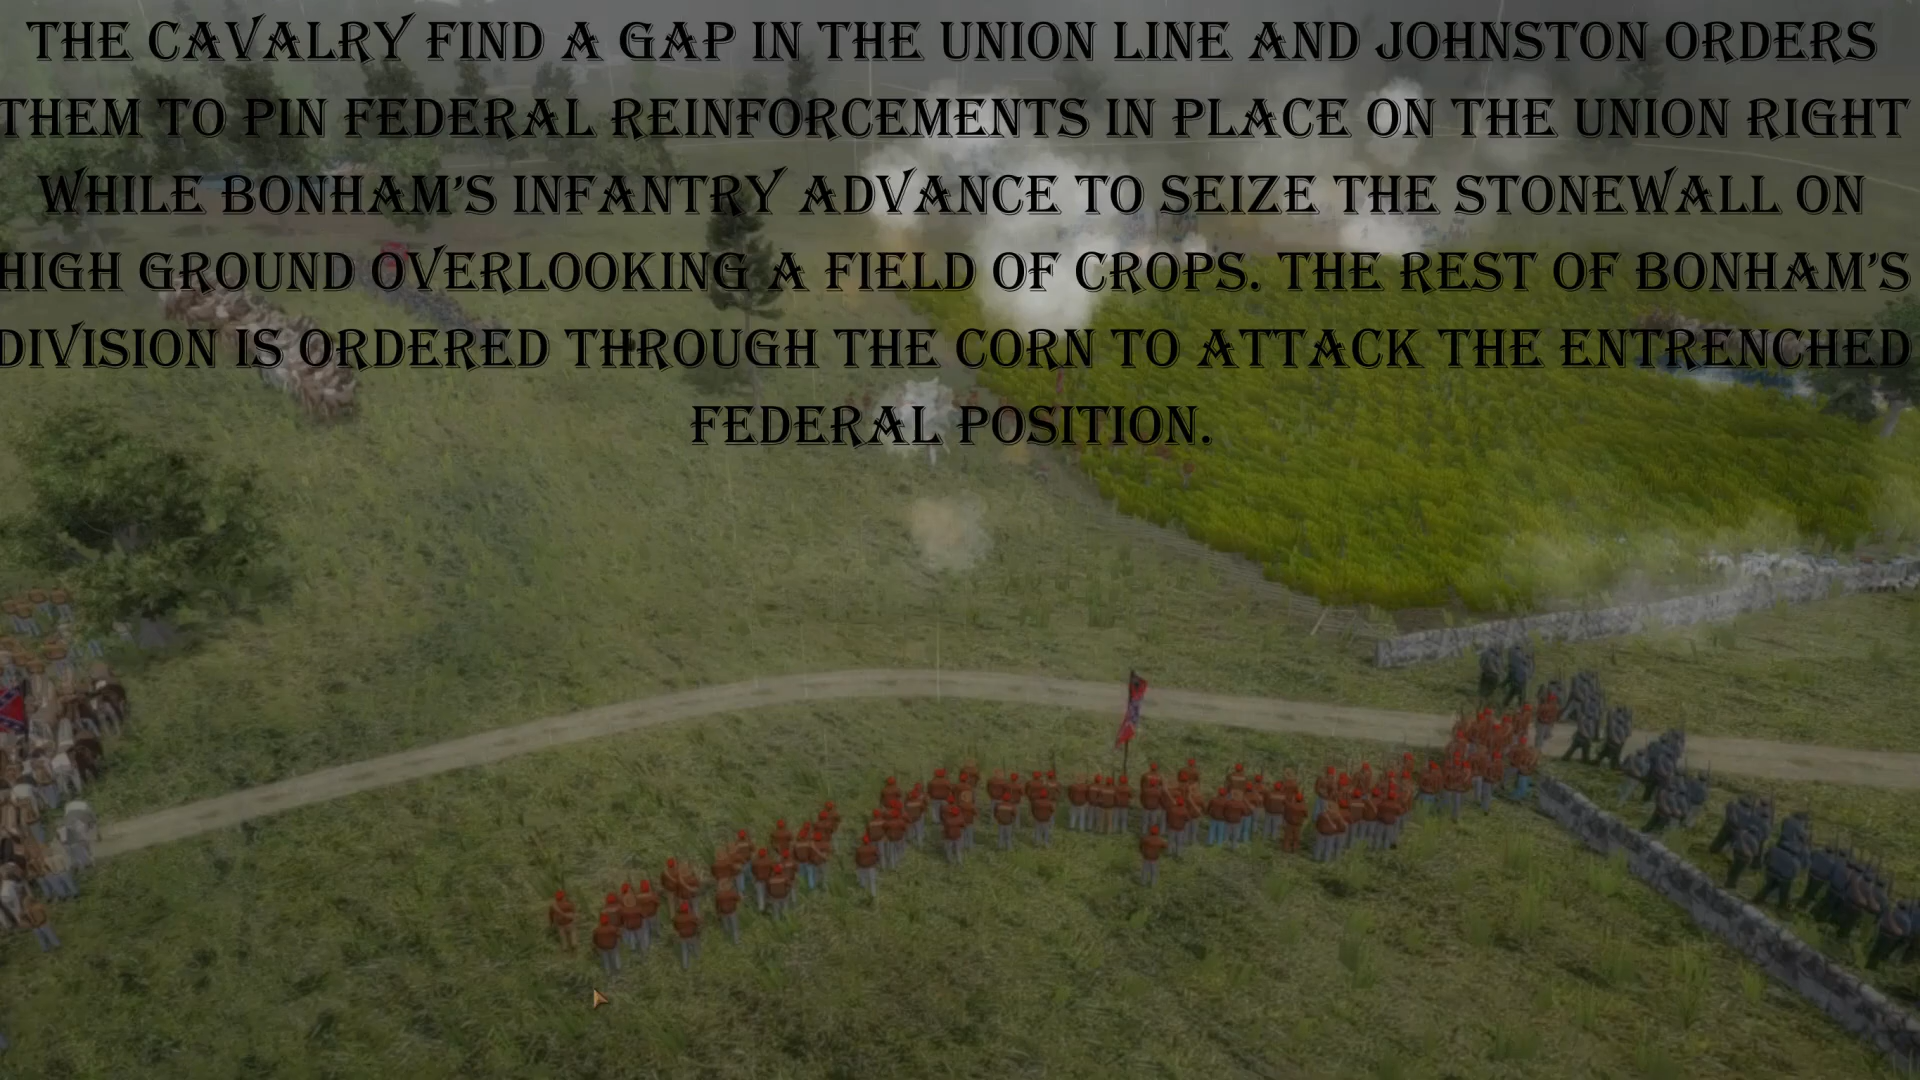 THE CAVALRY FIND A GAP IN THE UNION LINE AND JOHNSTON ORDERS
THEM TO PIN FEDERAL REINFORCEMENTS IN PLACE ON THE UNION RIGHT
WHILE BONHAM’S INFANTRY ADVANCE TO SEIZE THE STONEWALL ON
HIGH GROUND OVERLOOKING A FIELD OF CROPS. THE REST OF BONHAM’S
DIVISION IS ORDERED THROUGH THE CORN TO ATTACK THE ENTRENCHED
FEDERAL POSITION.